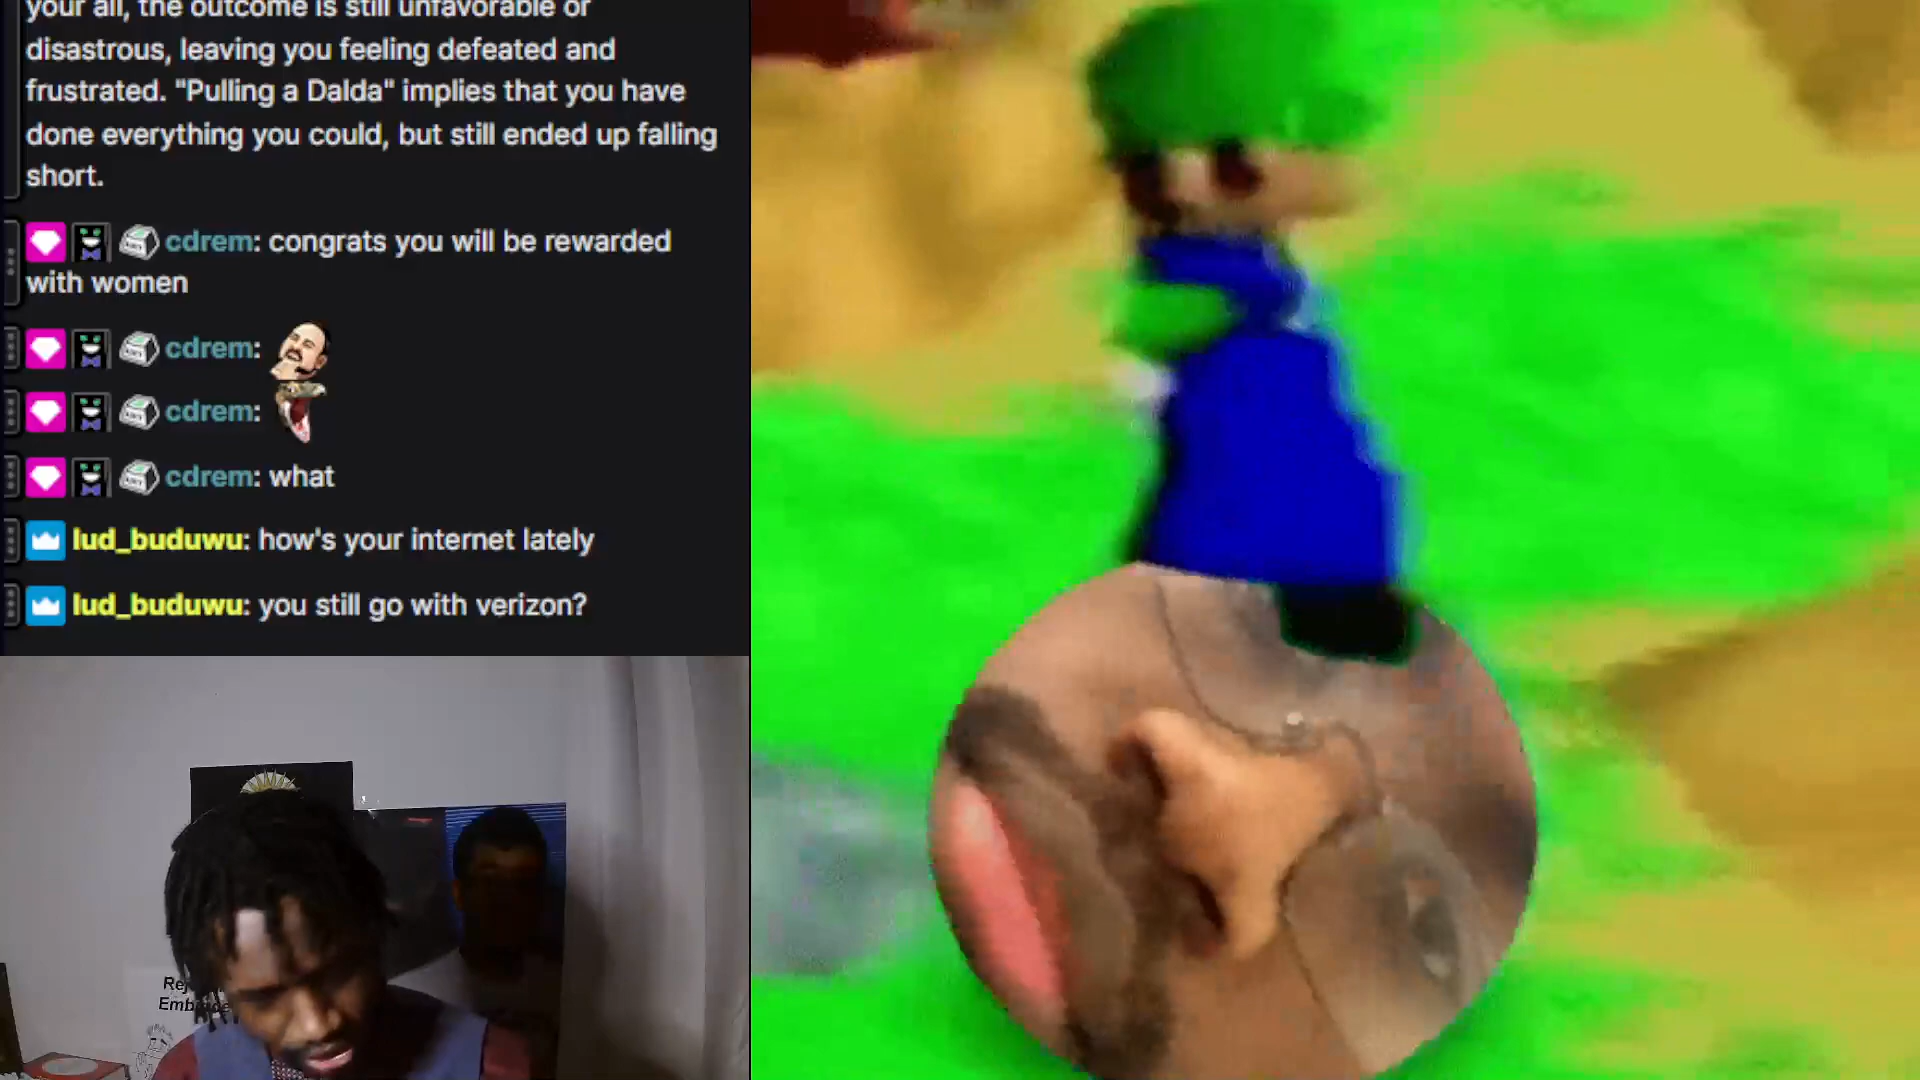 your all, the outcome is still unfavorable or
disastrous, leaving you feeling defeated and
frustrated. "Pulling a Dalda" implies that you have
done everything you could, but still ended up falling
short.
cdrem: congrats you will be rewarded
with women
cdrem:
cdrem:
cdrem: what
lud_buduwu: how's your internet lately
lud_buduwu: you still go with verizon?